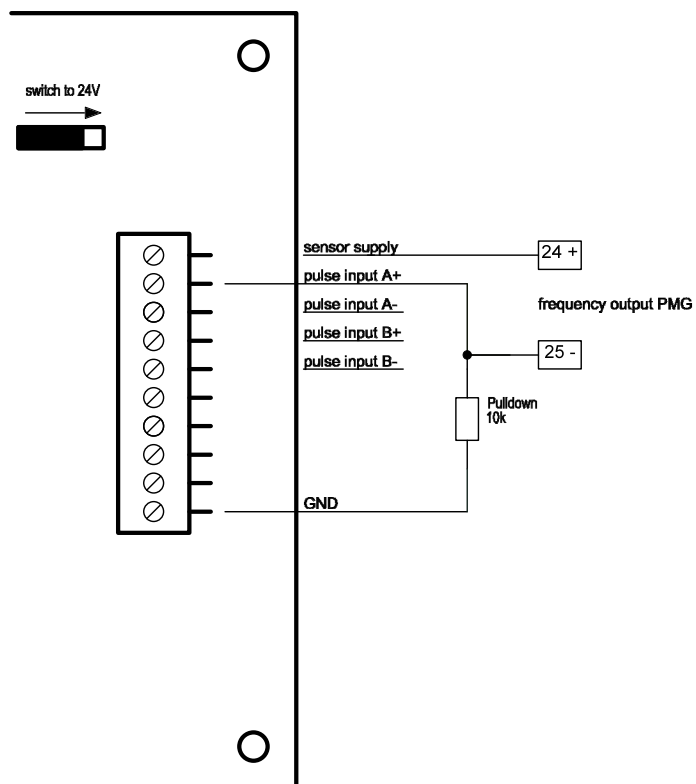 switch to 24V
sensor supply
24 +
pulse input A+
pulse input A-
frequency output PMG
pulse input B+
pulse input B-
25 -
Pulldown
10k
GND